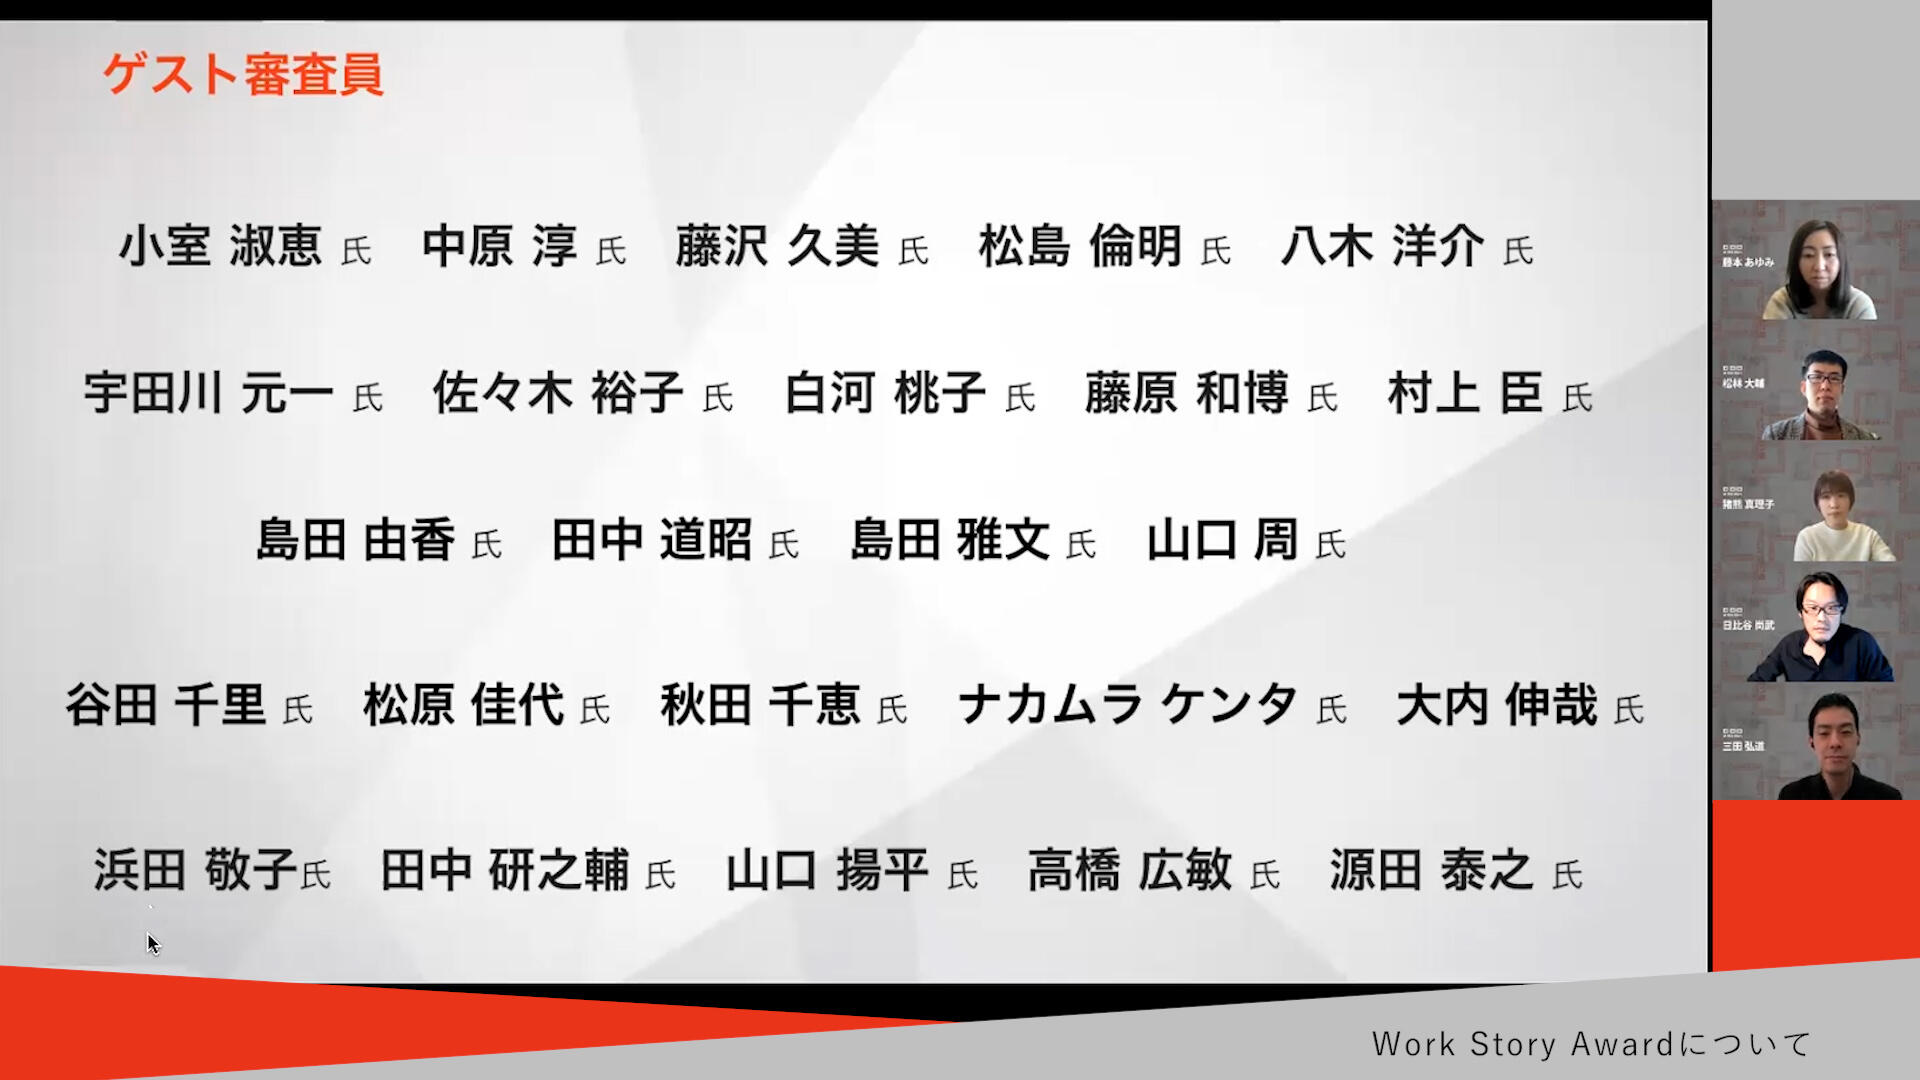 ゲスト審査員
小室 淑恵 氏 中原 淳 氏 藤沢 久美 氏 松島 倫明 氏 八木 洋介 氏
宇田川 元一 氏 佐々木 裕子 氏 白河 桃子 氏 藤原 和博 氏 村上 臣 氏
島田 由香 氏 田中 道昭 氏 島田 雅文 氏 山口 周 氏
谷田 千里 氏 松原 佳代 氏 秋田 千恵 氏 ナカムラ ケンタ 氏 大内 伸哉 氏
浜田 敬子氏 田中 研之輔 氏 山口 揚平 氏 高橋 広敏 氏 源田 泰之 氏
藤本 あゆみ
松林 大輔
猪熊 真理子
日比谷 尚武
三田 弘道
Work Story Awardについて